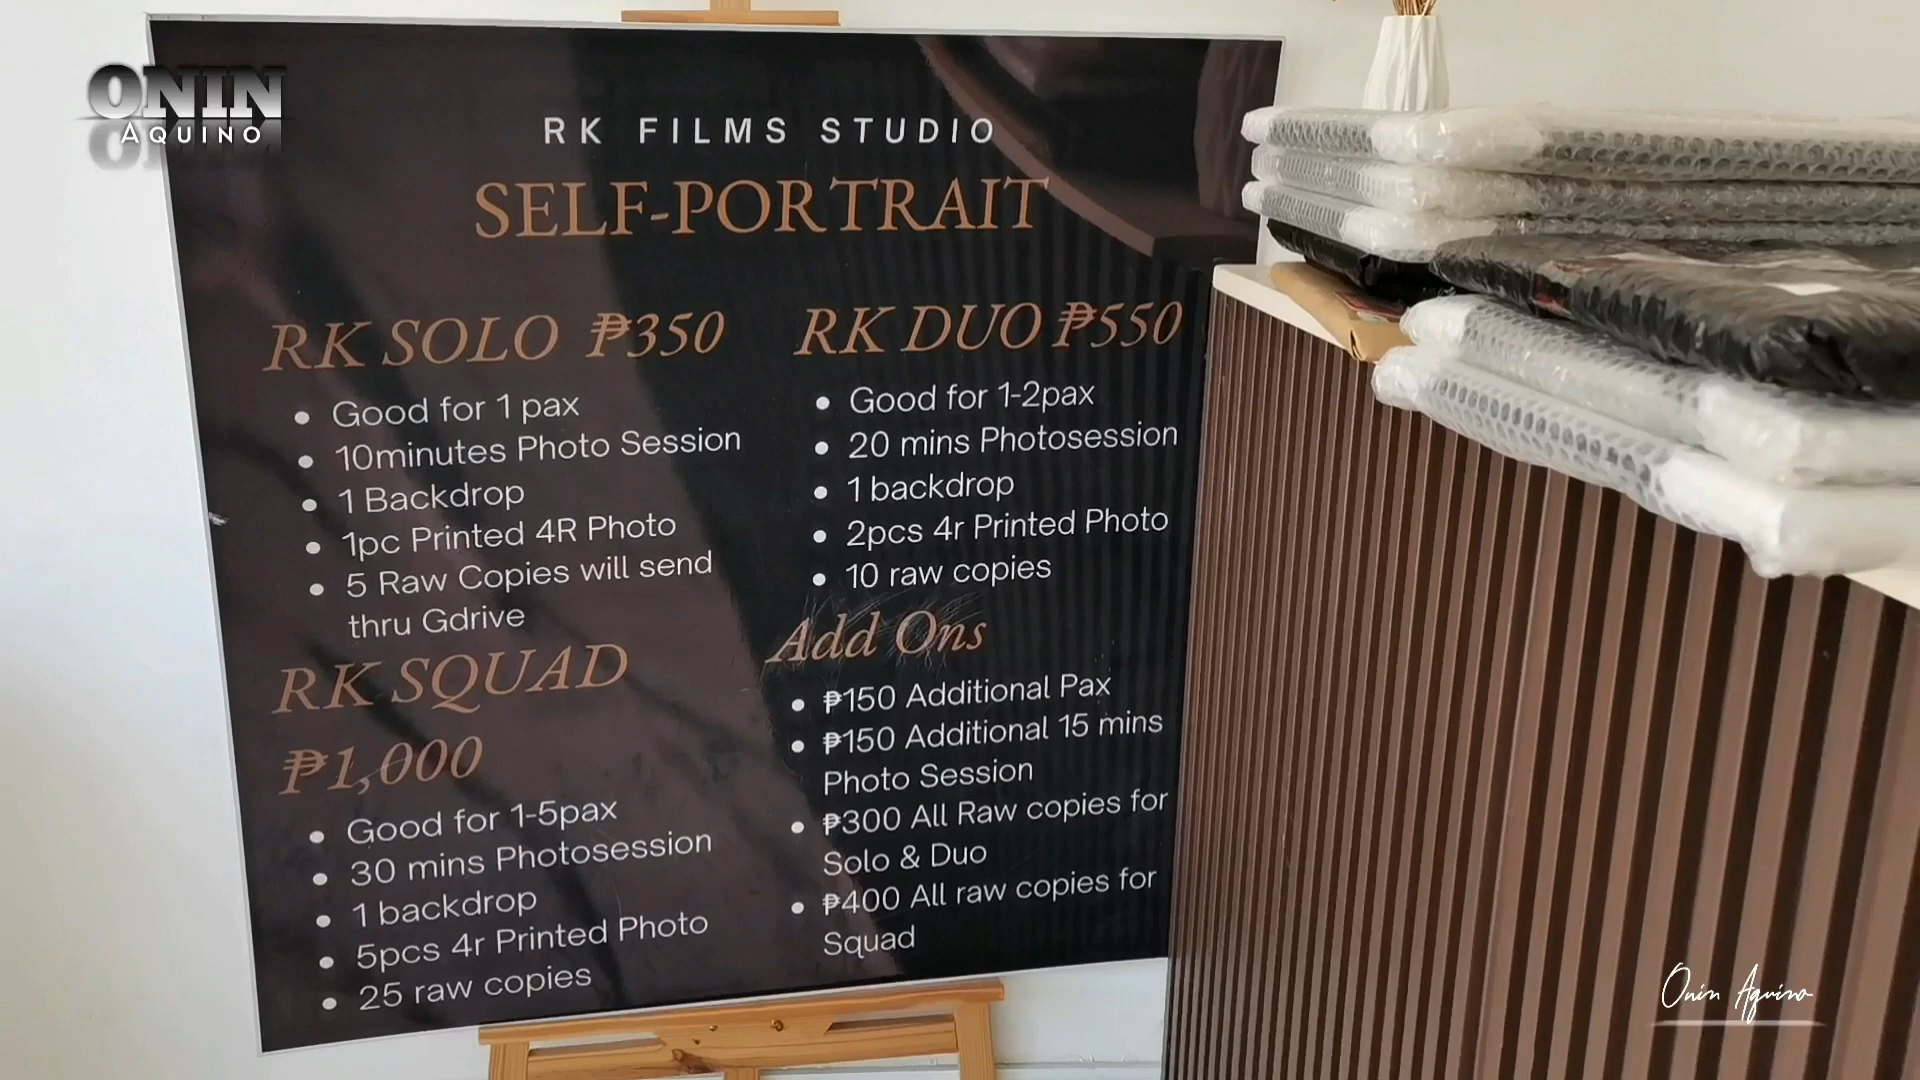 ONIN
AQUINO
RK FILMS STUDIO
SELF-PORTRAIT
RK SOLO ₱350
• Good for 1 pax
• 10minutes Photo Session
• 1 Backdrop
• 1pc Printed 4R Photo
• 5 Raw Copies will send
thru Gdrive
RK DUO ₱550
• Good for 1-2pax
• 20 mins Photosession
• 1 backdrop
• 2pcs 4r Printed Photo
• 10 raw copies
RK SQUAD
₱1,000
• Good for 1-5pax
• 30 mins Photosession
• 1 backdrop
• 5pcs 4r Printed Photo
• 25 raw copies
Add Ons
• ₱150 Additional Pax
• ₱150 Additional 15 mins
Photo Session
• ₱300 All Raw copies for
Solo & Duo
• ₱400 All raw copies for
Squad
Onin Aquino